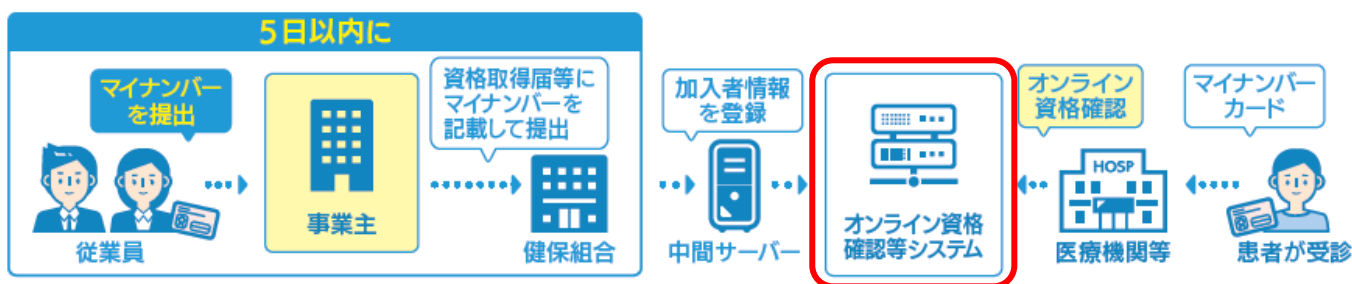 5日以内に
マイナンバー
を提出
従業員
事業主
資格取得届等に
マイナンバーを
記載して提出
健保組合
加入者情報
を登録
中間サーバー
オンライン資格
確認等システム
オンライン
資格確認
HOSP
医療機関等
マイナンバー
カード
患者が受診